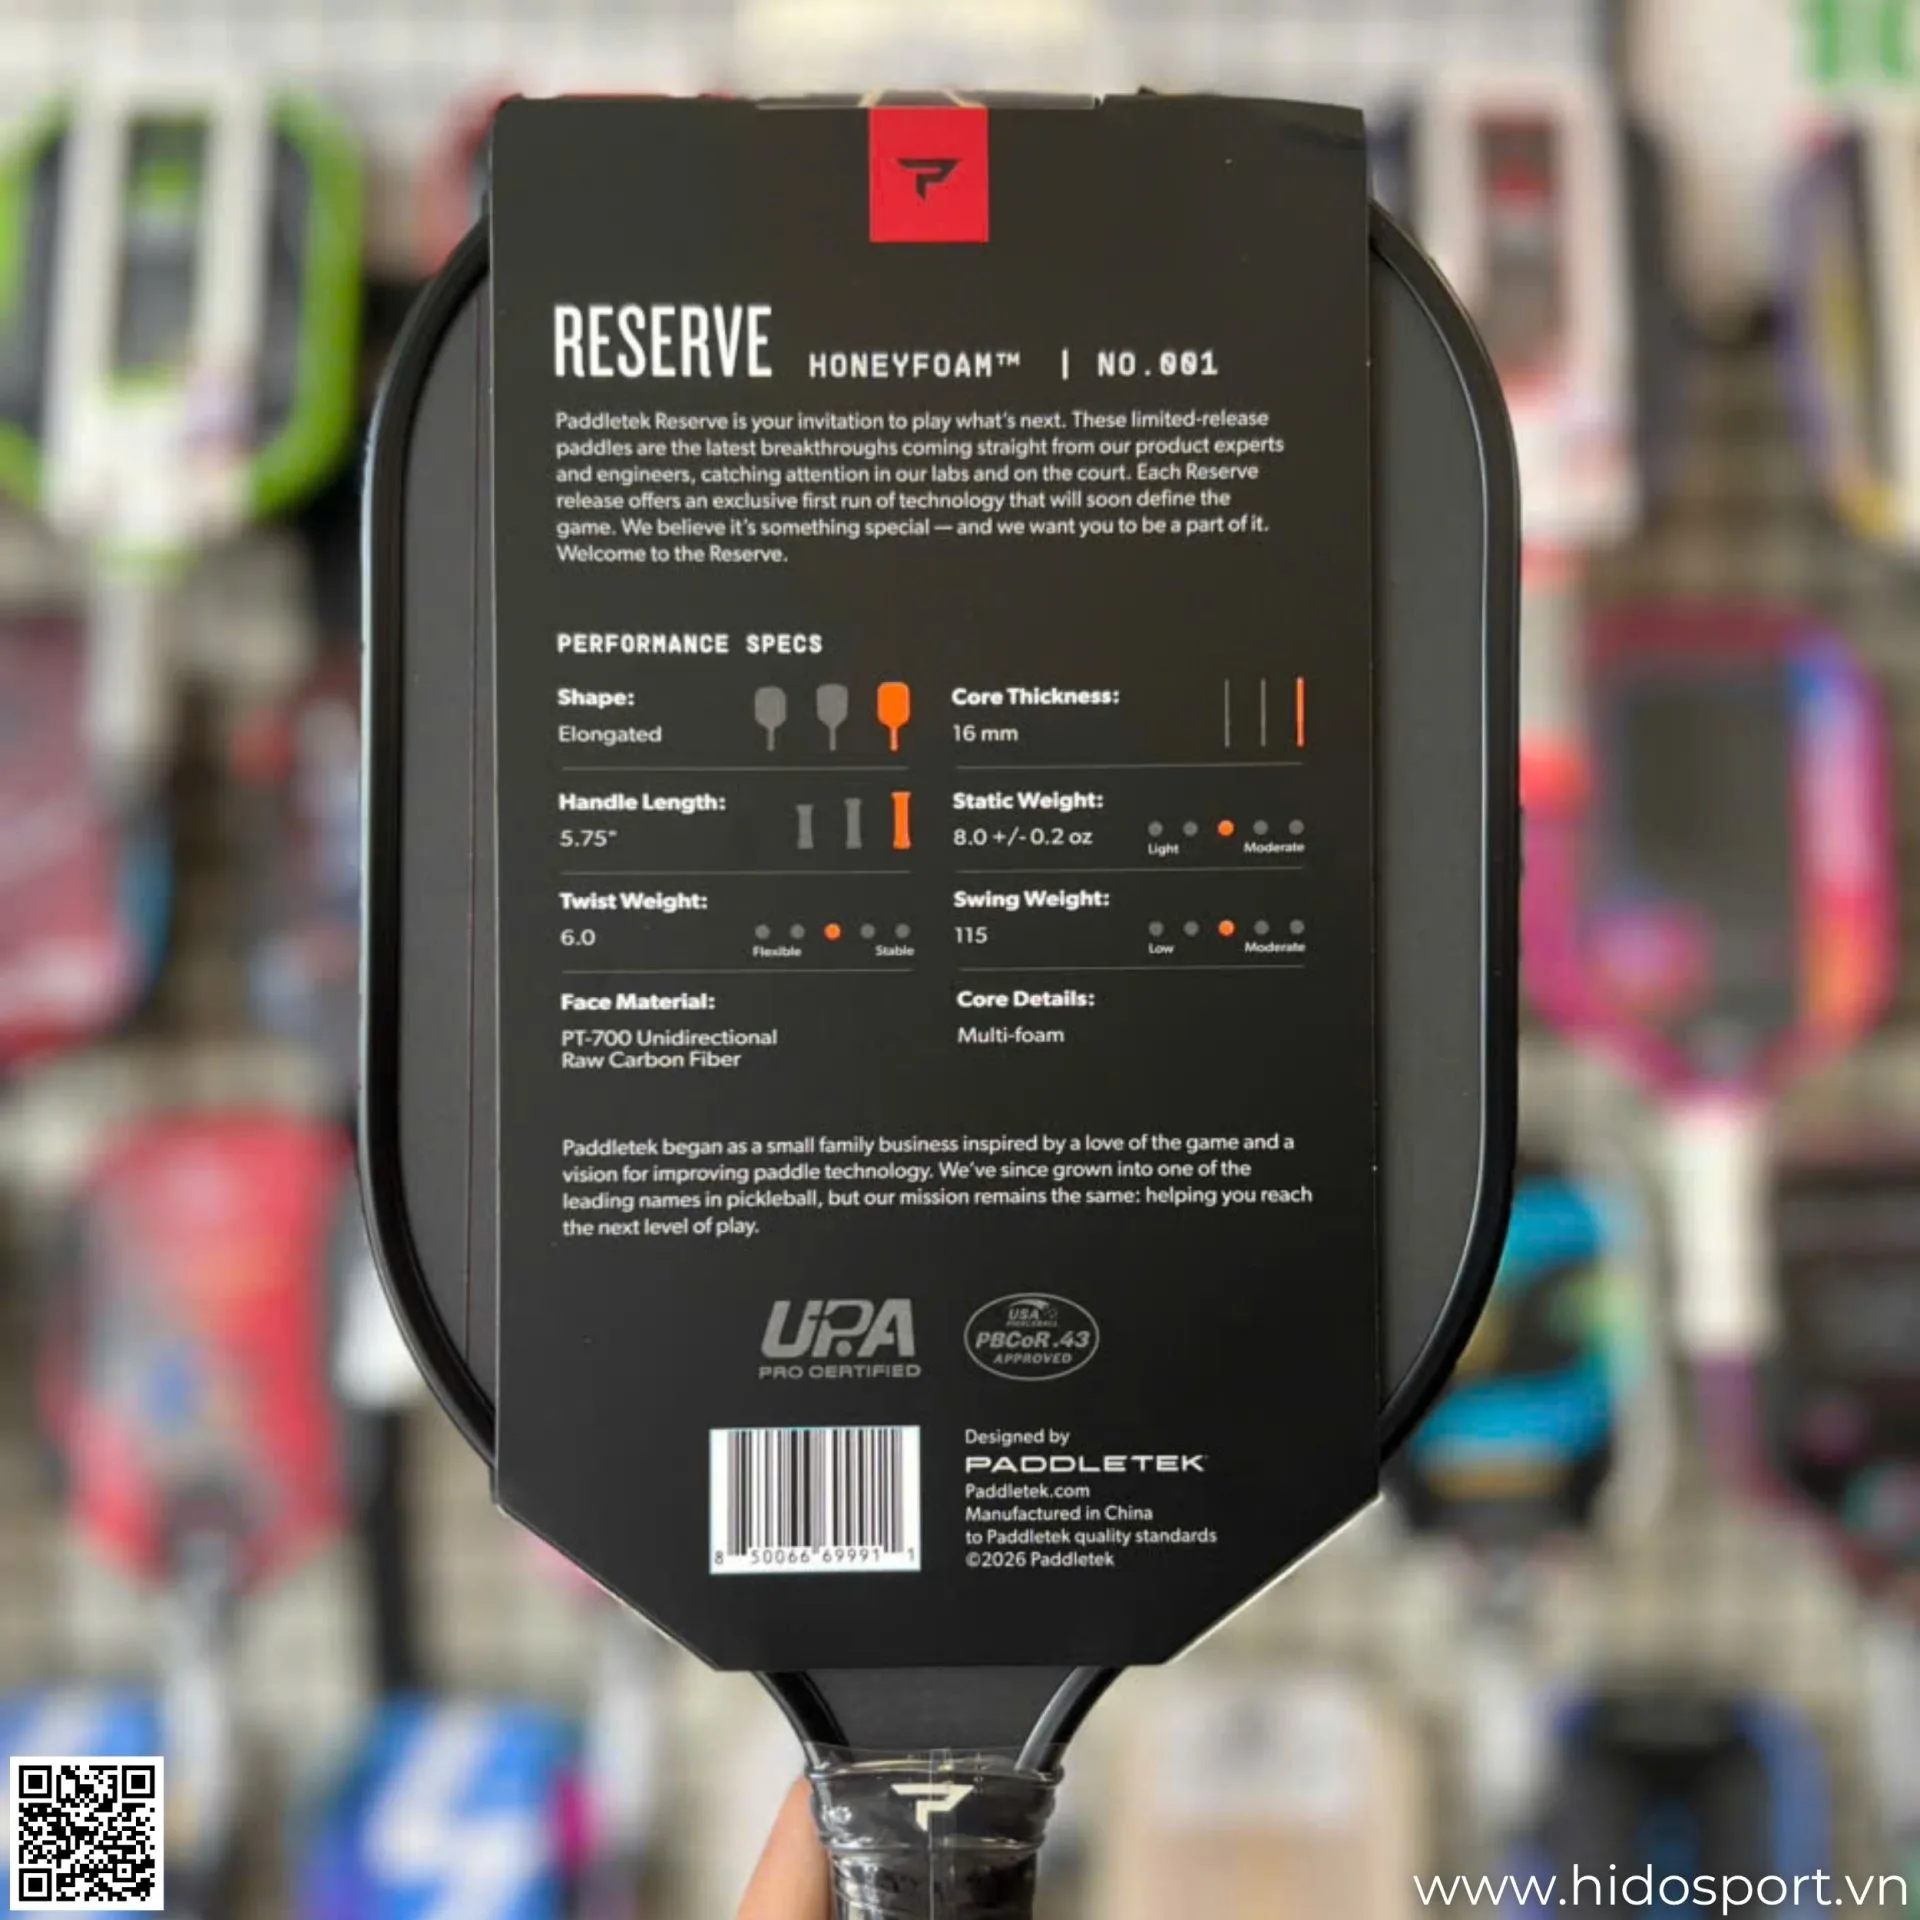 RESERVE HONEYFOAM™ | NO.001
Paddletek Reserve is your invitation to play what's next. These limited-release
paddles are the latest breakthroughs coming straight from our product experts
and engineers, catching attention in our labs and on the court. Each Reserve
release offers an exclusive first run of technology that will soon define the
game. We believe it's something special — and we want you to be a part of it.
Welcome to the Reserve.
PERFORMANCE SPECS
Shape:
Elongated
Core Thickness:
16 mm
Handle Length:
5.75"
Static Weight:
8.0 +/- 0.2 oz
Light Moderate
Twist Weight:
6.0
Flexible Stable
Swing Weight:
115
Low Moderate
Face Material:
PT-700 Unidirectional
Raw Carbon Fiber
Core Details:
Multi-foam
Paddletek began as a small family business inspired by a love of the game and a
vision for improving paddle technology. We've since grown into one of the
leading names in pickleball, but our mission remains the same: helping you reach
the next level of play.
UPA
PRO CERTIFIED
USA
PICKLEBALL
PBCoR .43
APPROVED
8 50066 69991 1
Designed by
PADDLETEK
Paddletek.com
Manufactured in China
to Paddletek quality standards
©2026 Paddletek
www.hidosport.vn